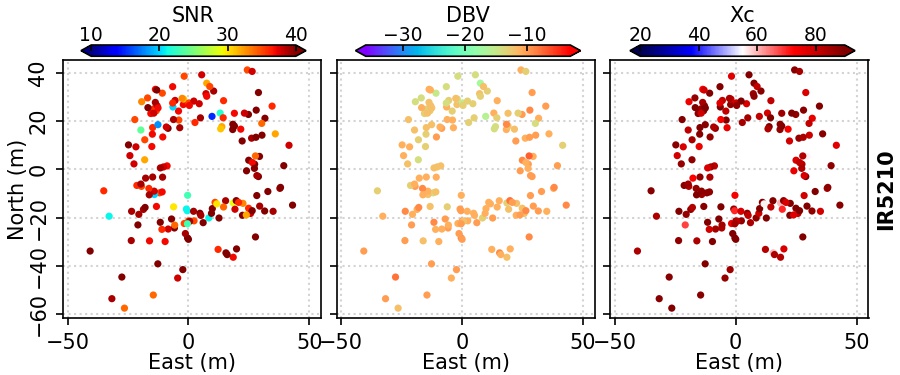 SNR DBV Xc
10 20 30 40 −30 −20 −10 20 40 60 80
40
20
0
−20
−40
−60
North (m)
IR5210
−50 0 50 −50 0 50 −50 0 50
East (m) East (m) East (m)